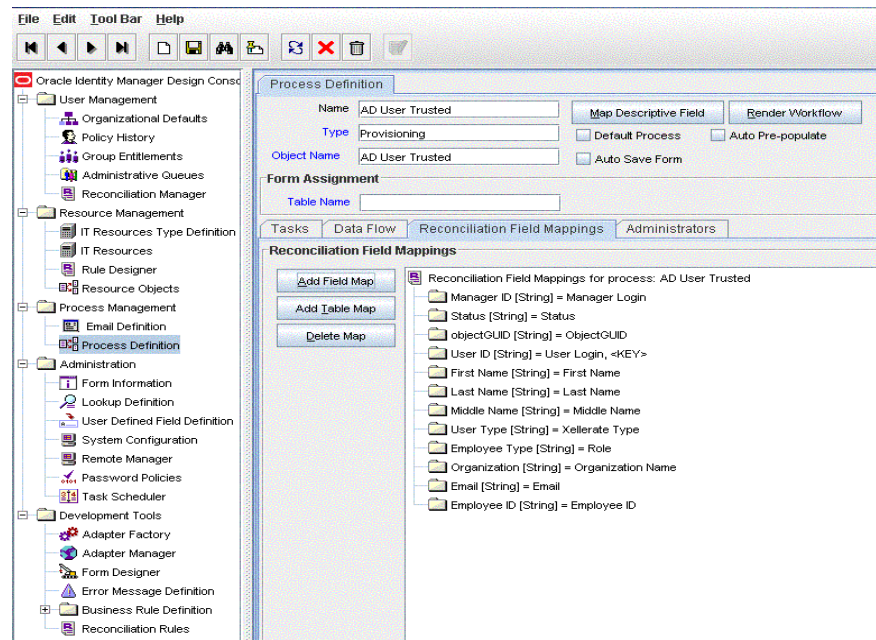 File Edit Tool Bar Help
Oracle Identity Manager Design Consc
User Management
Organizational Defaults
Policy History
Group Entitlements
Administrative Queues
Reconciliation Manager
Resource Management
IT Resources Type Definition
IT Resources
Rule Designer
Resource Objects
Process Management
Email Definition
Process Definition
Administration
Form Information
Lookup Definition
User Defined Field Definition
System Configuration
Remote Manager
Password Policies
Task Scheduler
Development Tools
Adapter Factory
Adapter Manager
Form Designer
Error Message Definition
Business Rule Definition
Reconciliation Rules
Process Definition
Name AD User Trusted Map Descriptive Field Render Workflow
Type Provisioning Default Process Auto Pre-populate
Object Name AD User Trusted Auto Save Form
Form Assignment
Table Name
Tasks Data Flow Reconciliation Field Mappings Administrators
Reconciliation Field Mappings
Add Field Map
Add Table Map
Delete Map
Reconciliation Field Mappings for process: AD User Trusted
Manager ID [String] = Manager Login
Status [String] = Status
objectGUID [String] = ObjectGUID
User ID [String] = User Login, <KEY>
First Name [String] = First Name
Last Name [String] = Last Name
Middle Name [String] = Middle Name
User Type [String] = Xellerate Type
Employee Type [String] = Role
Organization [String] = Organization Name
Email [String] = Email
Employee ID [String] = Employee ID